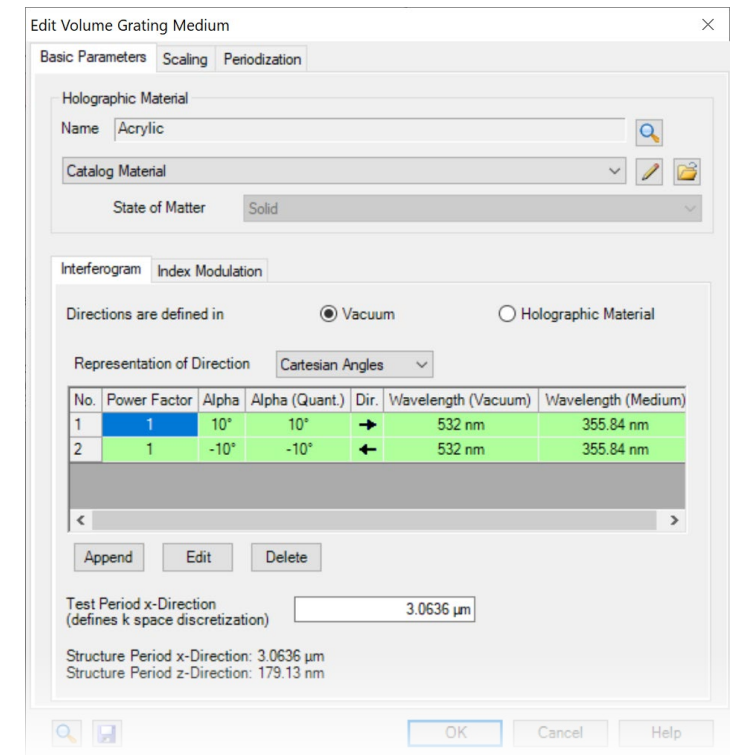 Edit Volume Grating Medium
Basic Parameters Scaling Periodization
Holographic Material
Name Acrylic
Catalog Material
State of Matter Solid
Interferogram Index Modulation
Directions are defined in Vacuum Holographic Material
Representation of Direction Cartesian Angles
No. Power Factor Alpha Alpha (Quant.) Dir. Wavelength (Vacuum) Wavelength (Medium)
1 1 10° 10° → 532 nm 355.84 nm
2 1 -10° -10° ← 532 nm 355.84 nm
Append Edit Delete
Test Period x-Direction
(defines k space discretization) 3.0636 µm
Structure Period x-Direction: 3.0636 µm
Structure Period z-Direction: 179.13 nm
OK Cancel Help